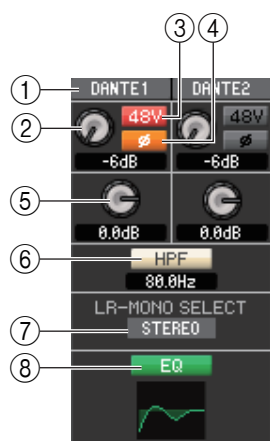 ③ ④
① DANTE1 DANTE2
② 48V 48V
ø ø
-6dB -6dB
⑤
0.0dB 0.0dB
⑥ HPF
80.0Hz
LR-MONO SELECT
⑦ STEREO
⑧ EQ